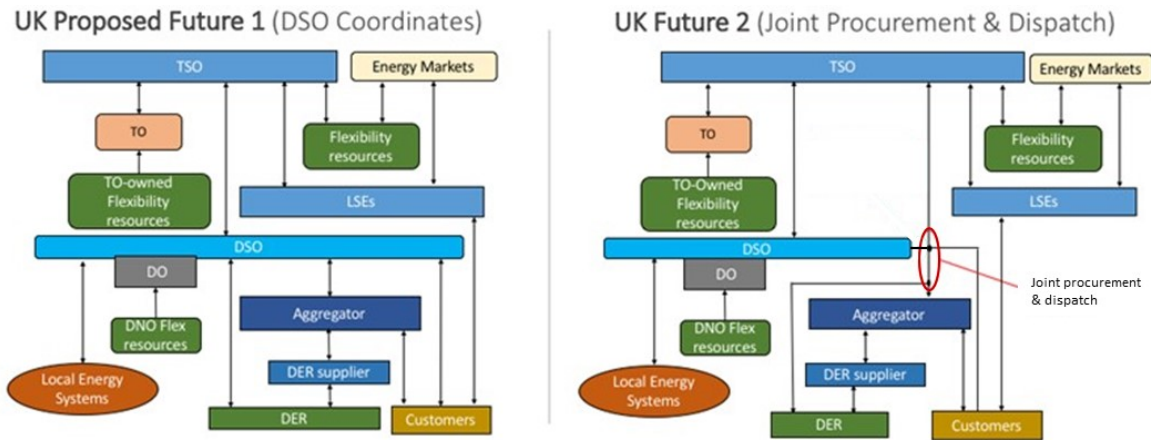 UK Proposed Future 1 (DSO Coordinates)
TSO
Energy Markets
TO
Flexibility
resources
TO-owned
Flexibility
resources
LSEs
DSO
DO
Aggregator
DNO Flex
resources
DER supplier
Local Energy
Systems
DER
Customers
UK Future 2 (Joint Procurement & Dispatch)
TSO
Energy Markets
TO
Flexibility
resources
TO-Owned
Flexibility
resources
LSEs
DSO
DO
Joint procurement
& dispatch
Aggregator
DNO Flex
resources
DER supplier
Local Energy
Systems
DER
Customers